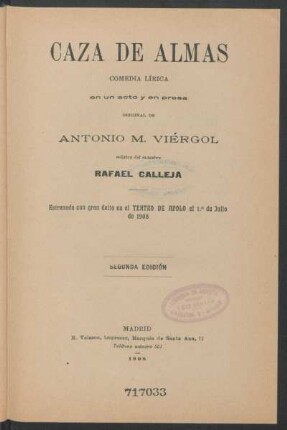 CAZA DE ALMAS
COMEDIA LÍRICA
en un acto y en prosa
ORIGINAL DE
ANTONIO M. VIÉRGOL
música del maestro
RAFAEL CALLEJA
Estrenada con gran éxito en el TEATRO DE APOLO el 1.º de Julio
de 1908
SEGUNDA EDICIÓN
MADRID
R. Velasco, Impresor, Marqués de Santa Ana, 11
Teléfono número 551
1908
717033